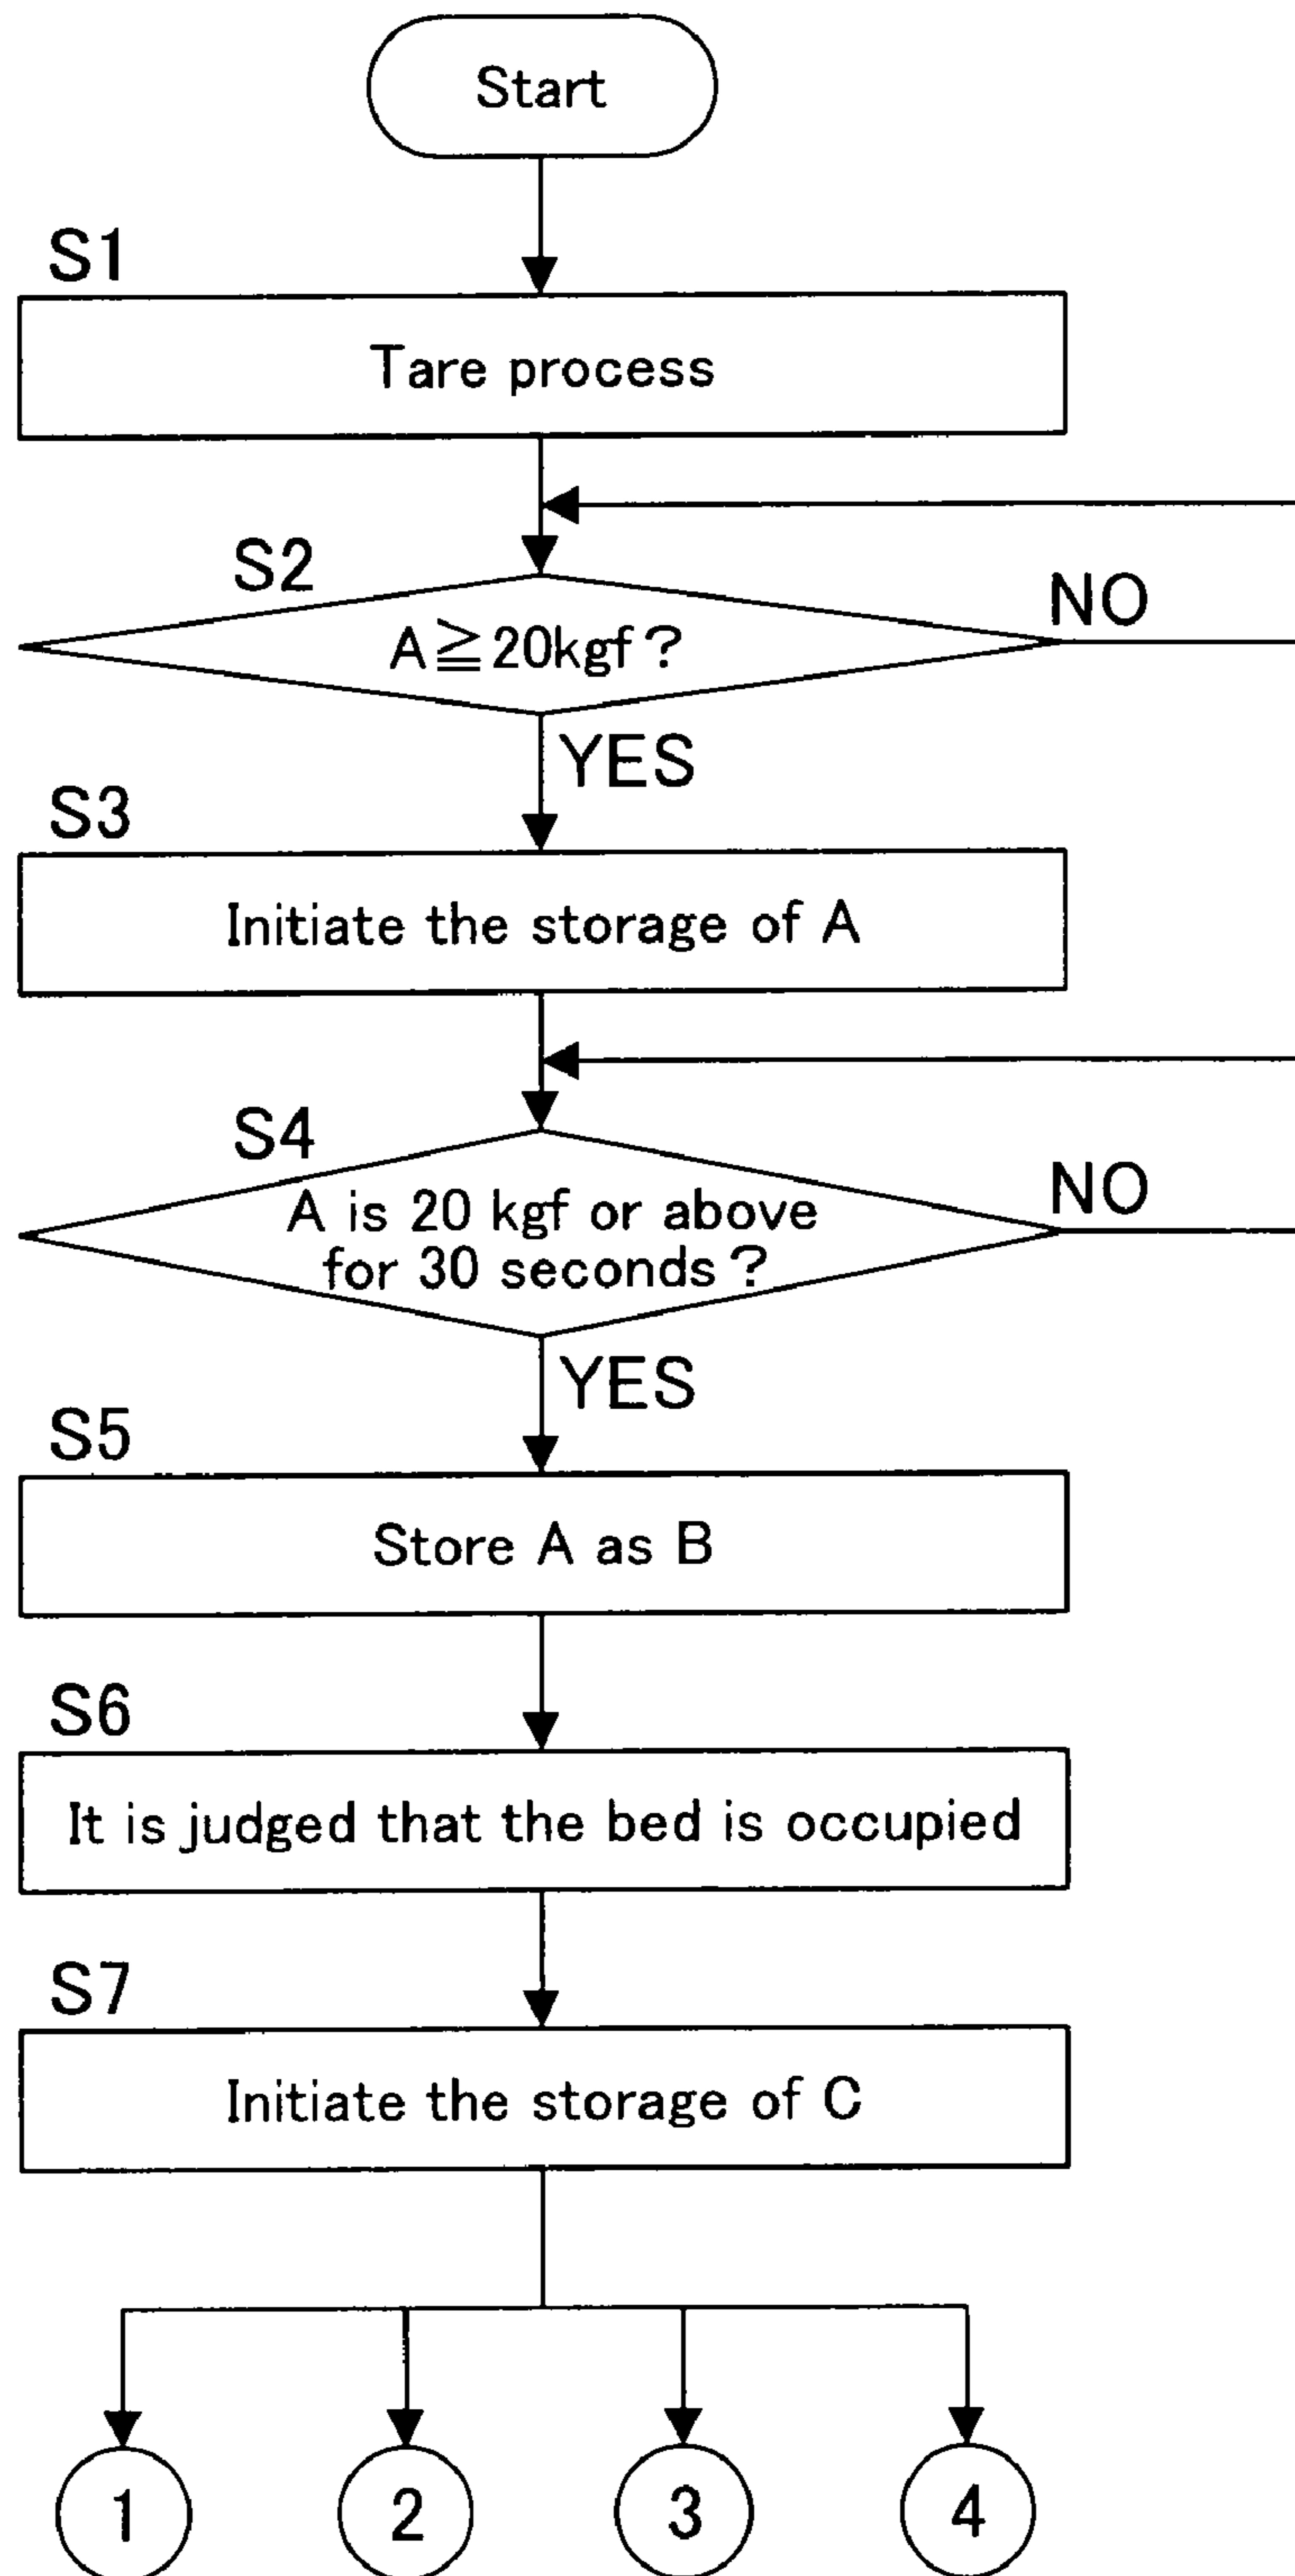 Start
S1
Tare process
S2
A≧20kgf?
NO
YES
S3
Initiate the storage of A
S4
A is 20 kgf or above
for 30 seconds?
NO
YES
S5
Store A as B
S6
It is judged that the bed is occupied
S7
Initiate the storage of C
1 2 3 4